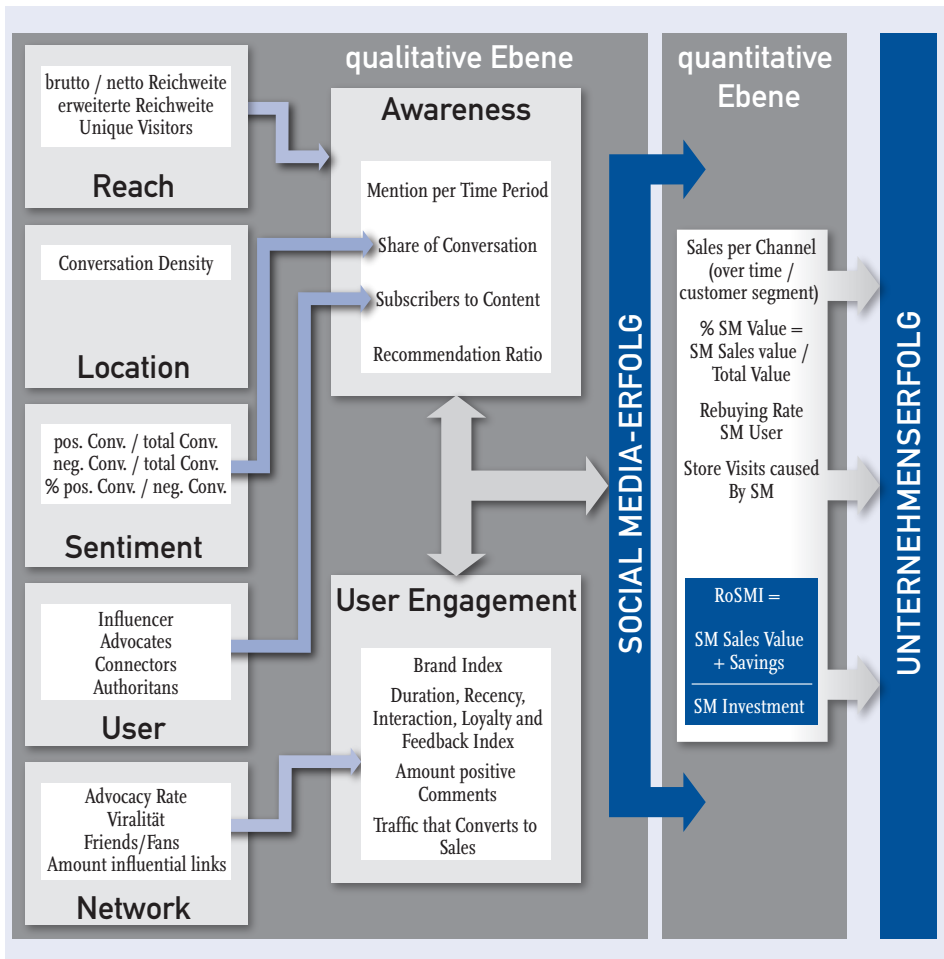 brutto / netto Reichweite
erweiterte Reichweite
Unique Visitors
Reach
Conversation Density
Location
pos. Conv. / total Conv.
neg. Conv. / total Conv.
% pos. Conv. / neg. Conv.
Sentiment
Influencer
Advocates
Connectors
Authoritans
User
Advocacy Rate
Viralität
Friends/Fans
Amount influential links
Network
qualitative Ebene
Awareness
Mention per Time Period
Share of Conversation
Subscribers to Content
Recommendation Ratio
User Engagement
Brand Index
Duration, Recency,
Interaction, Loyalty and
Feedback Index
Amount positive
Comments
Traffic that Converts to
Sales
SOCIAL MEDIA-ERFOLG
quantitative
Ebene
Sales per Channel
(over time /
customer segment)
% SM Value =
SM Sales value /
Total Value
Rebuying Rate
SM User
Store Visits caused
By SM
RoSMI =
SM Sales Value
+ Savings
SM Investment
UNTERNEHMENSERFOLG